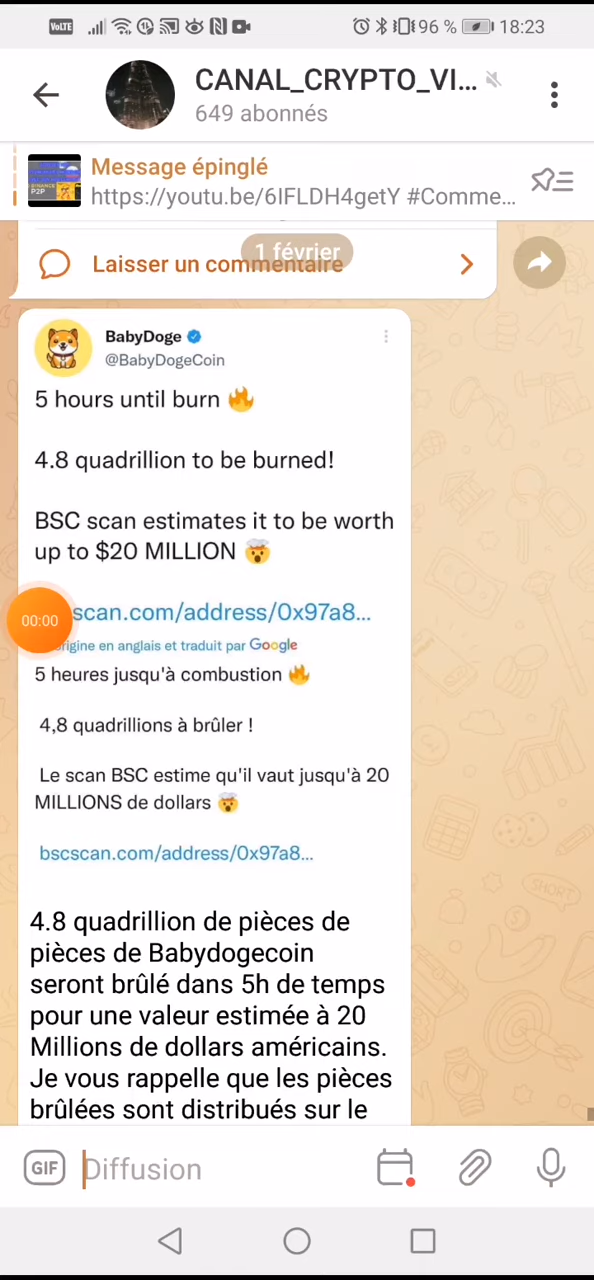 VoLTE 96 % 18:23
CANAL_CRYPTO_VI...
649 abonnés
Message épinglé
https://youtu.be/6IFLDH4getY #Comme...
1 février
Laisser un commentaire
BabyDoge
@BabyDogeCoin
5 hours until burn 🔥
4.8 quadrillion to be burned!
BSC scan estimates it to be worth
up to $20 MILLION 🤯
scan.com/address/0x97a8...
00:00
rigine en anglais et traduit par Google
5 heures jusqu'à combustion 🔥
4,8 quadrillions à brûler !
Le scan BSC estime qu'il vaut jusqu'à 20
MILLIONS de dollars 🤯
bscscan.com/address/0x97a8...
4.8 quadrillion de pièces de
pièces de Babydogecoin
seront brûlé dans 5h de temps
pour une valeur estimée à 20
Millions de dollars américains.
Je vous rappelle que les pièces
brûlées sont distribués sur le
GIF Diffusion